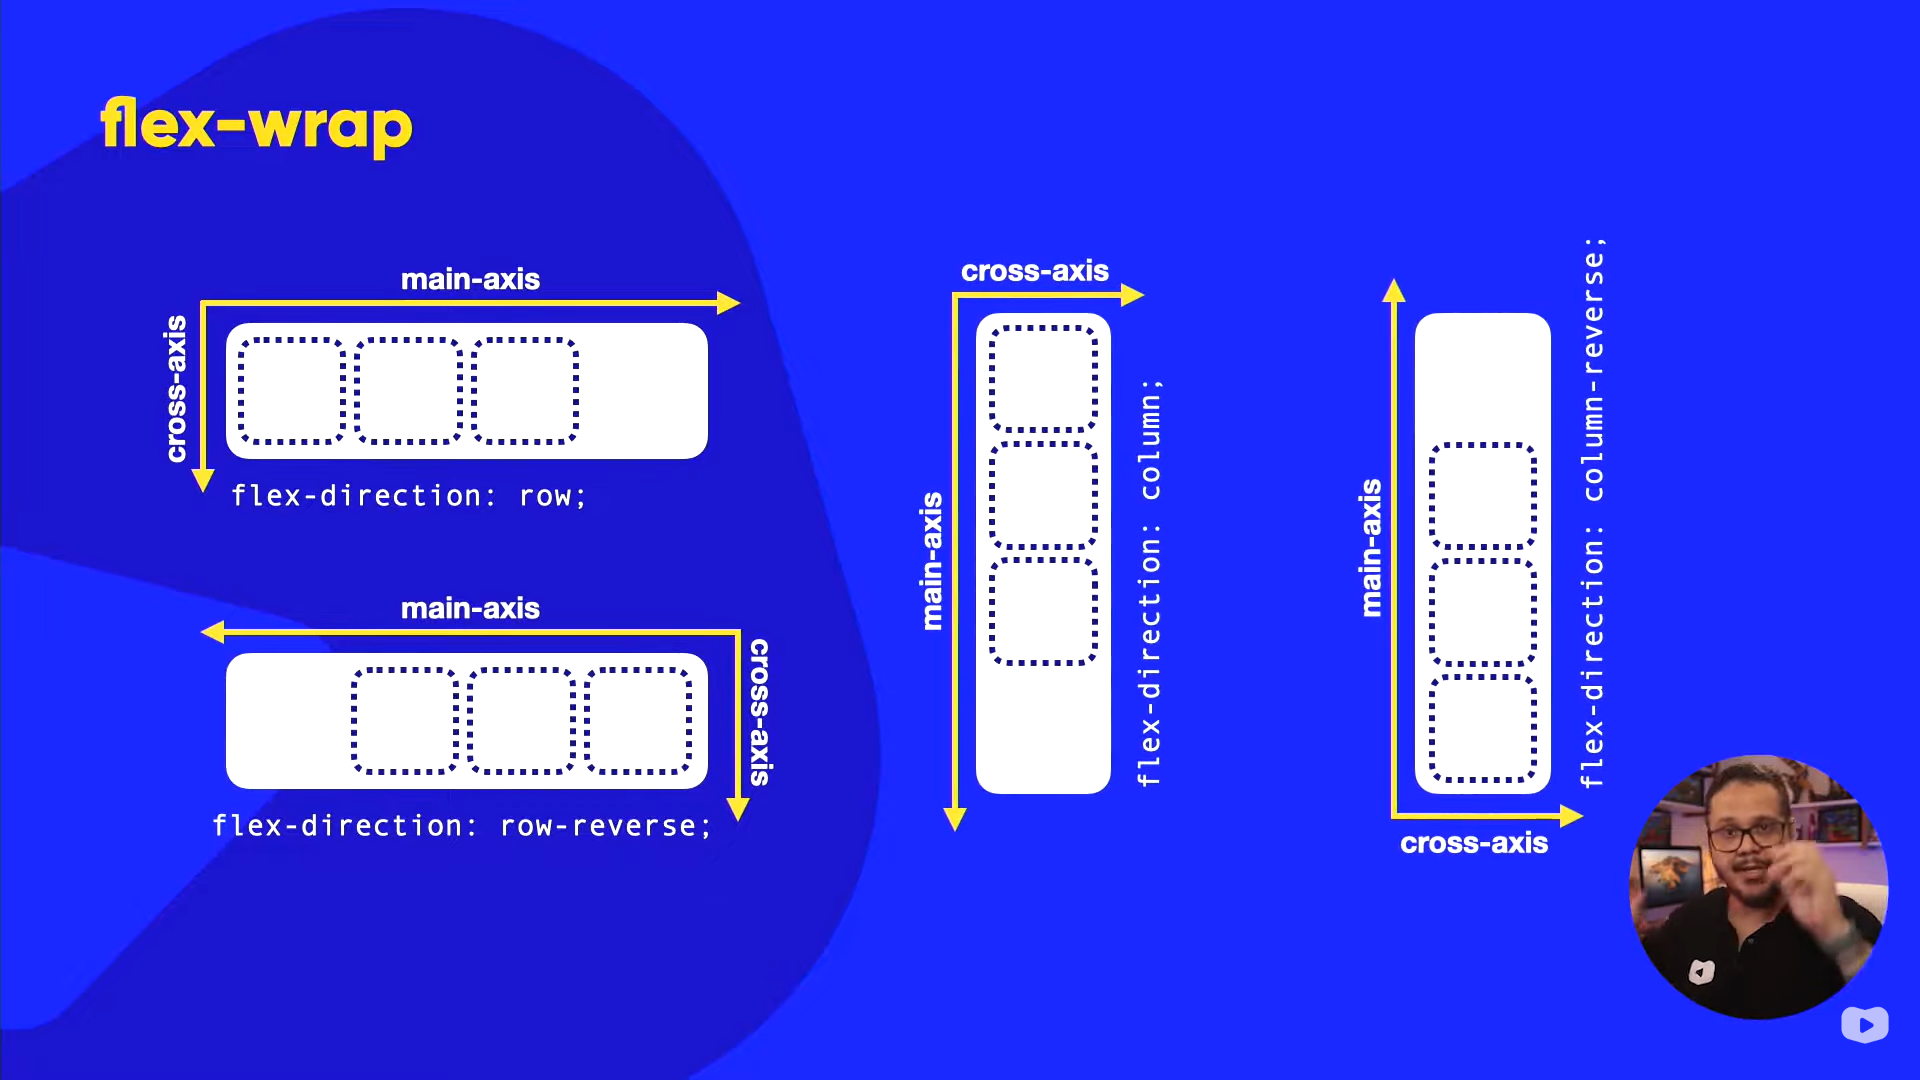 flex-wrap
main-axis
cross-axis
flex-direction: row;
main-axis
cross-axis
flex-direction: row-reverse;
cross-axis
main-axis
flex-direction: column;
main-axis
cross-axis
flex-direction: column-reverse;